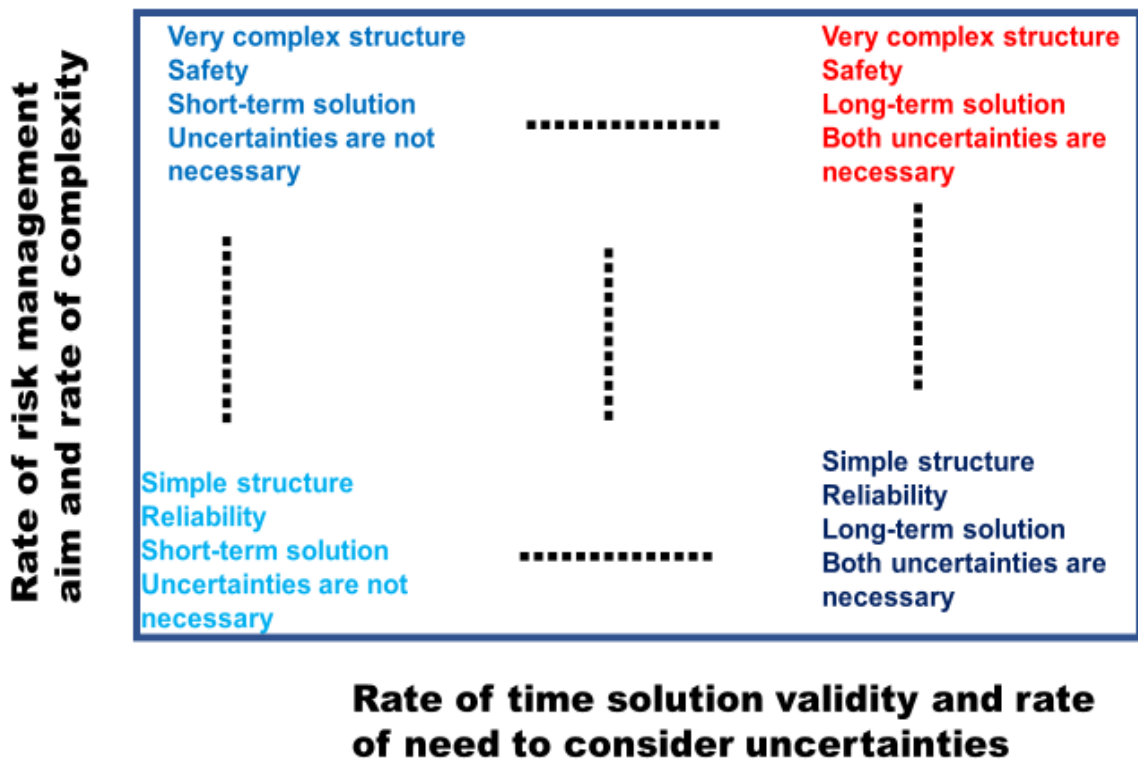 Rate of risk management
aim and rate of complexity
Very complex structure
Safety
Short-term solution
Uncertainties are not
necessary
Very complex structure
Safety
Long-term solution
Both uncertainties are
necessary
Simple structure
Reliability
Short-term solution
Uncertainties are not
necessary
Simple structure
Reliability
Long-term solution
Both uncertainties are
necessary
Rate of time solution validity and rate
of need to consider uncertainties